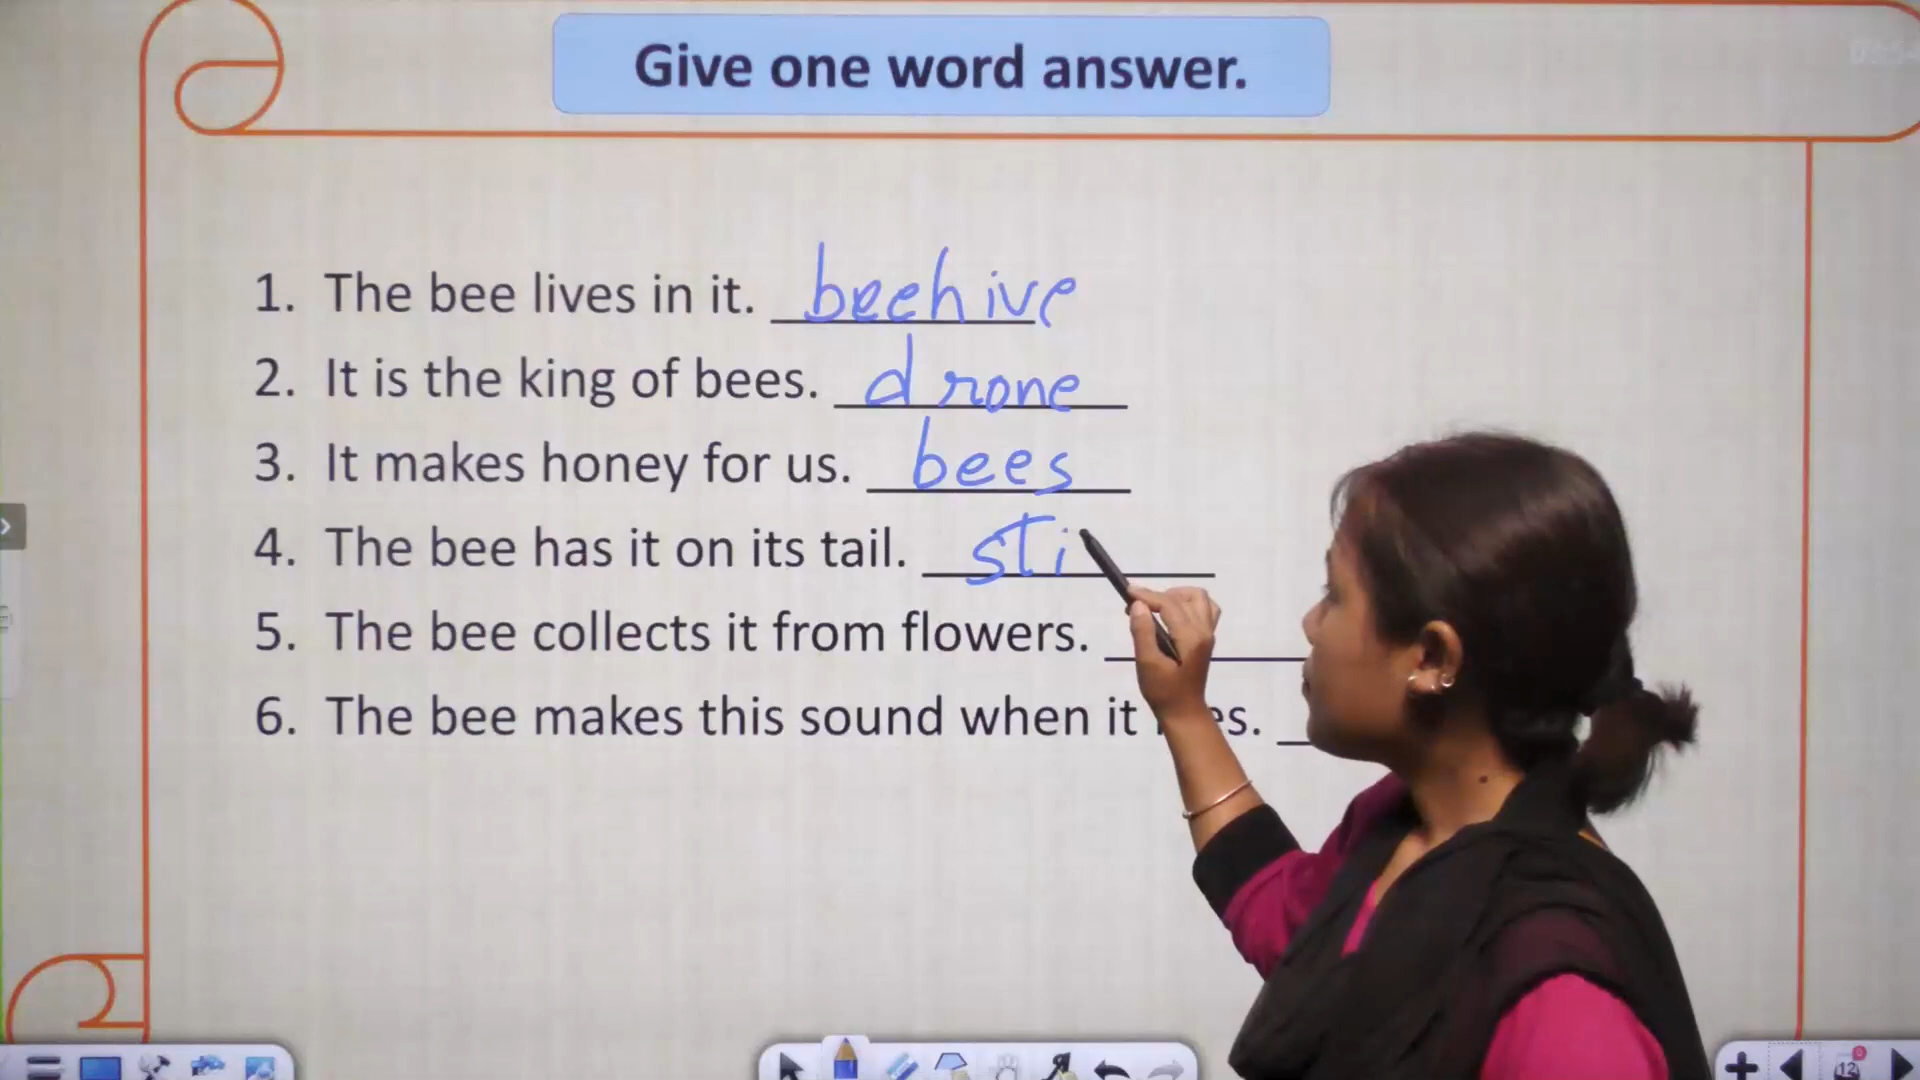 Give one word answer.
1. The bee lives in it. beehive
2. It is the king of bees. drone
3. It makes honey for us. bees
4. The bee has it on its tail. sti
5. The bee collects it from flowers.
6. The bee makes this sound when it
12